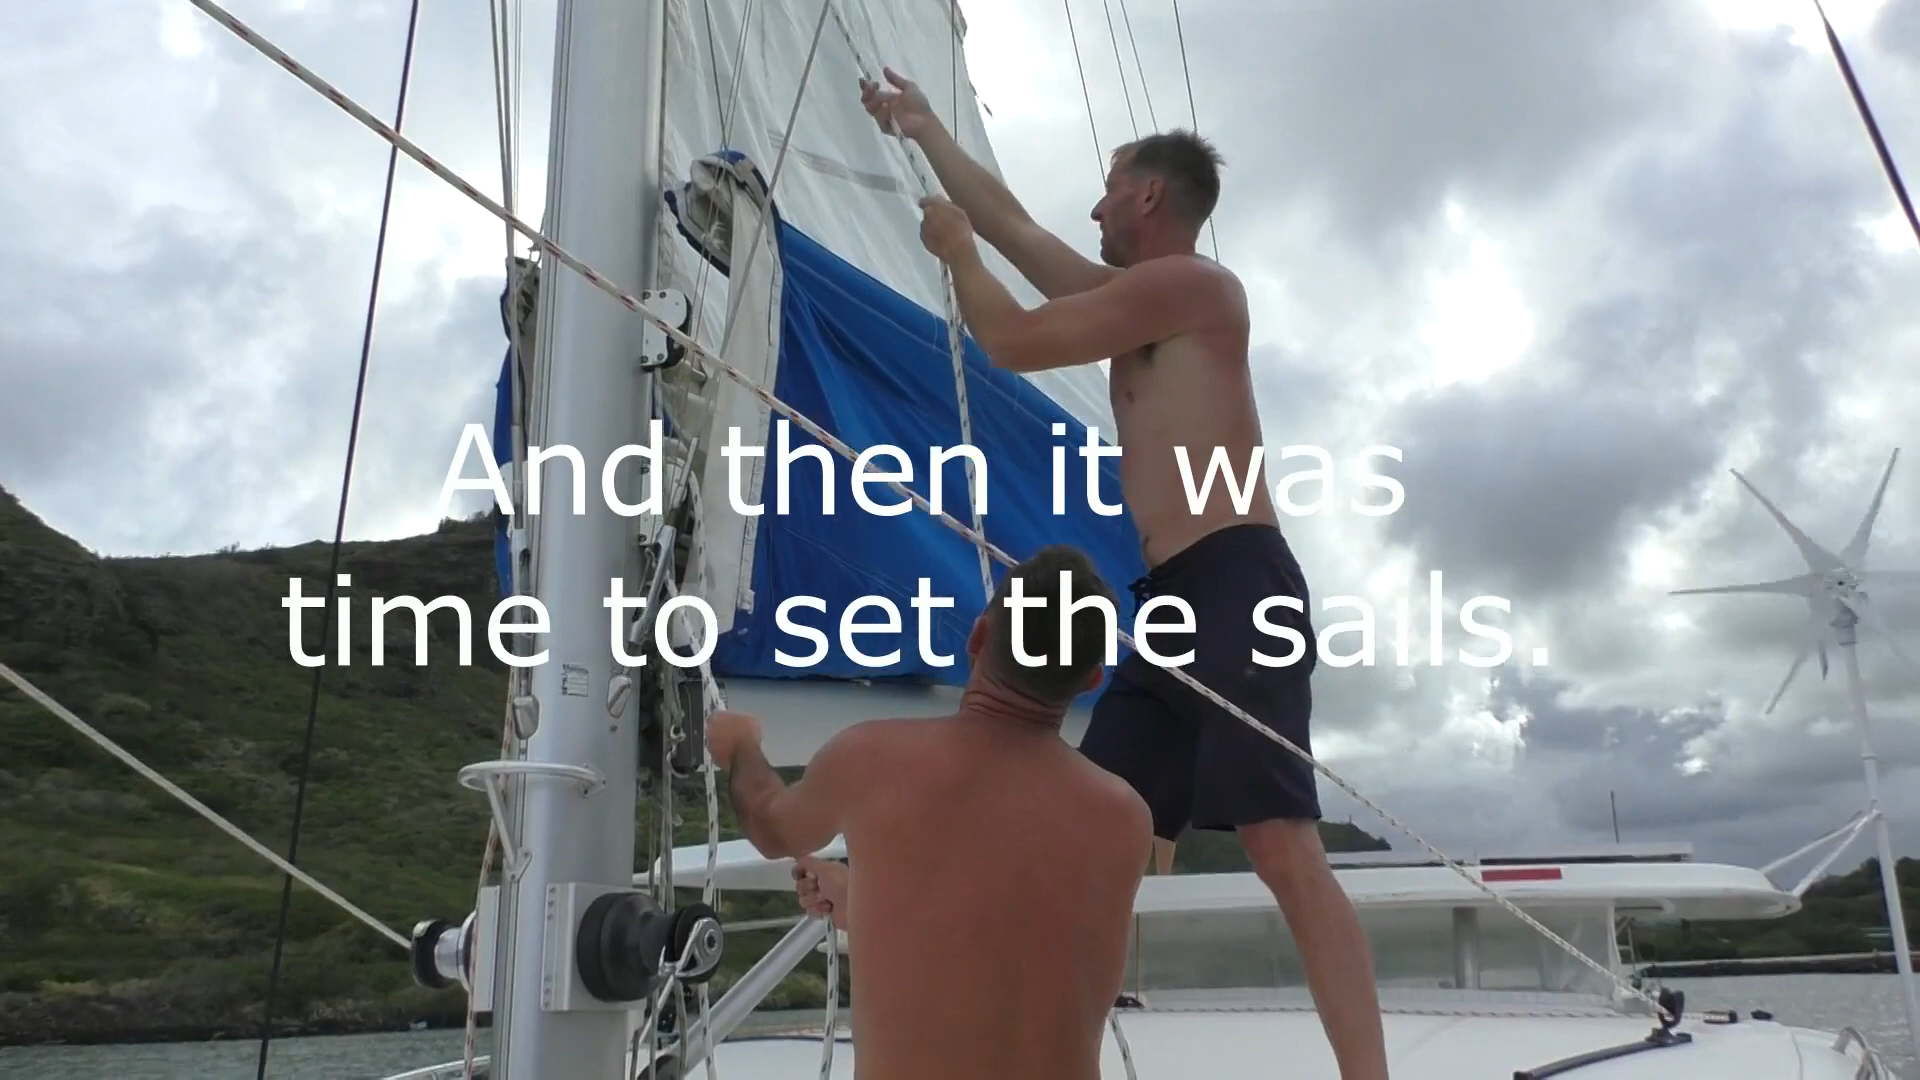 And then it was
time to set the sails.